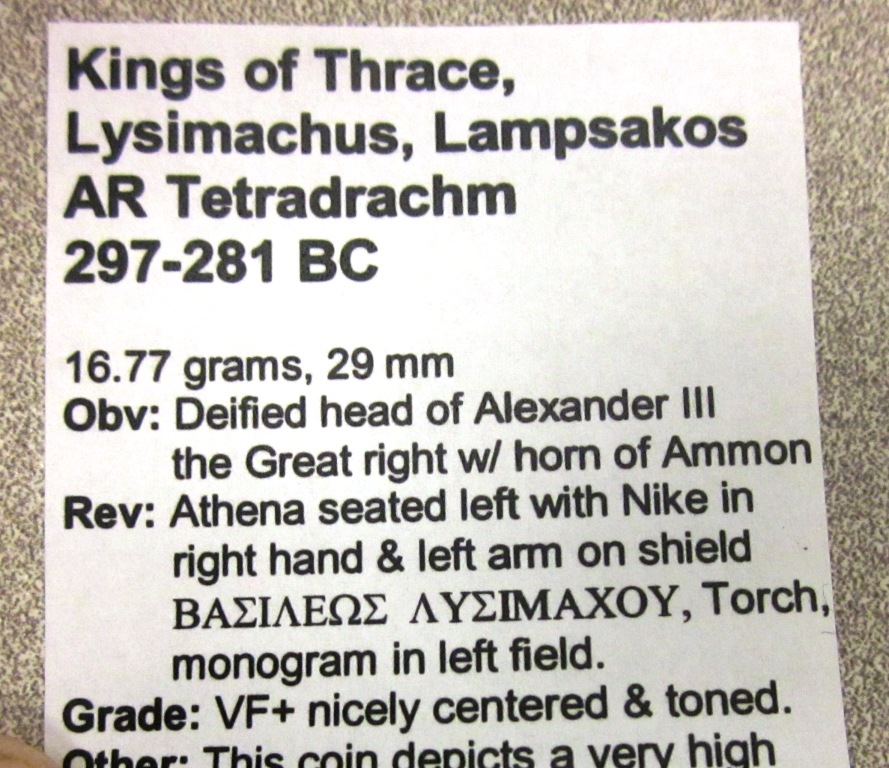 Kings of Thrace,
Lysimachus, Lampsakos
AR Tetradrachm
297-281 BC
16.77 grams, 29 mm
Obv: Deified head of Alexander III
the Great right w/ horn of Ammon
Rev: Athena seated left with Nike in
right hand & left arm on shield
ΒΑΣΙΛΕΩΣ ΛΥΣΙΜΑΧΟΥ, Torch,
monogram in left field.
Grade: VF+ nicely centered & toned.
Other: This coin depicts a very high